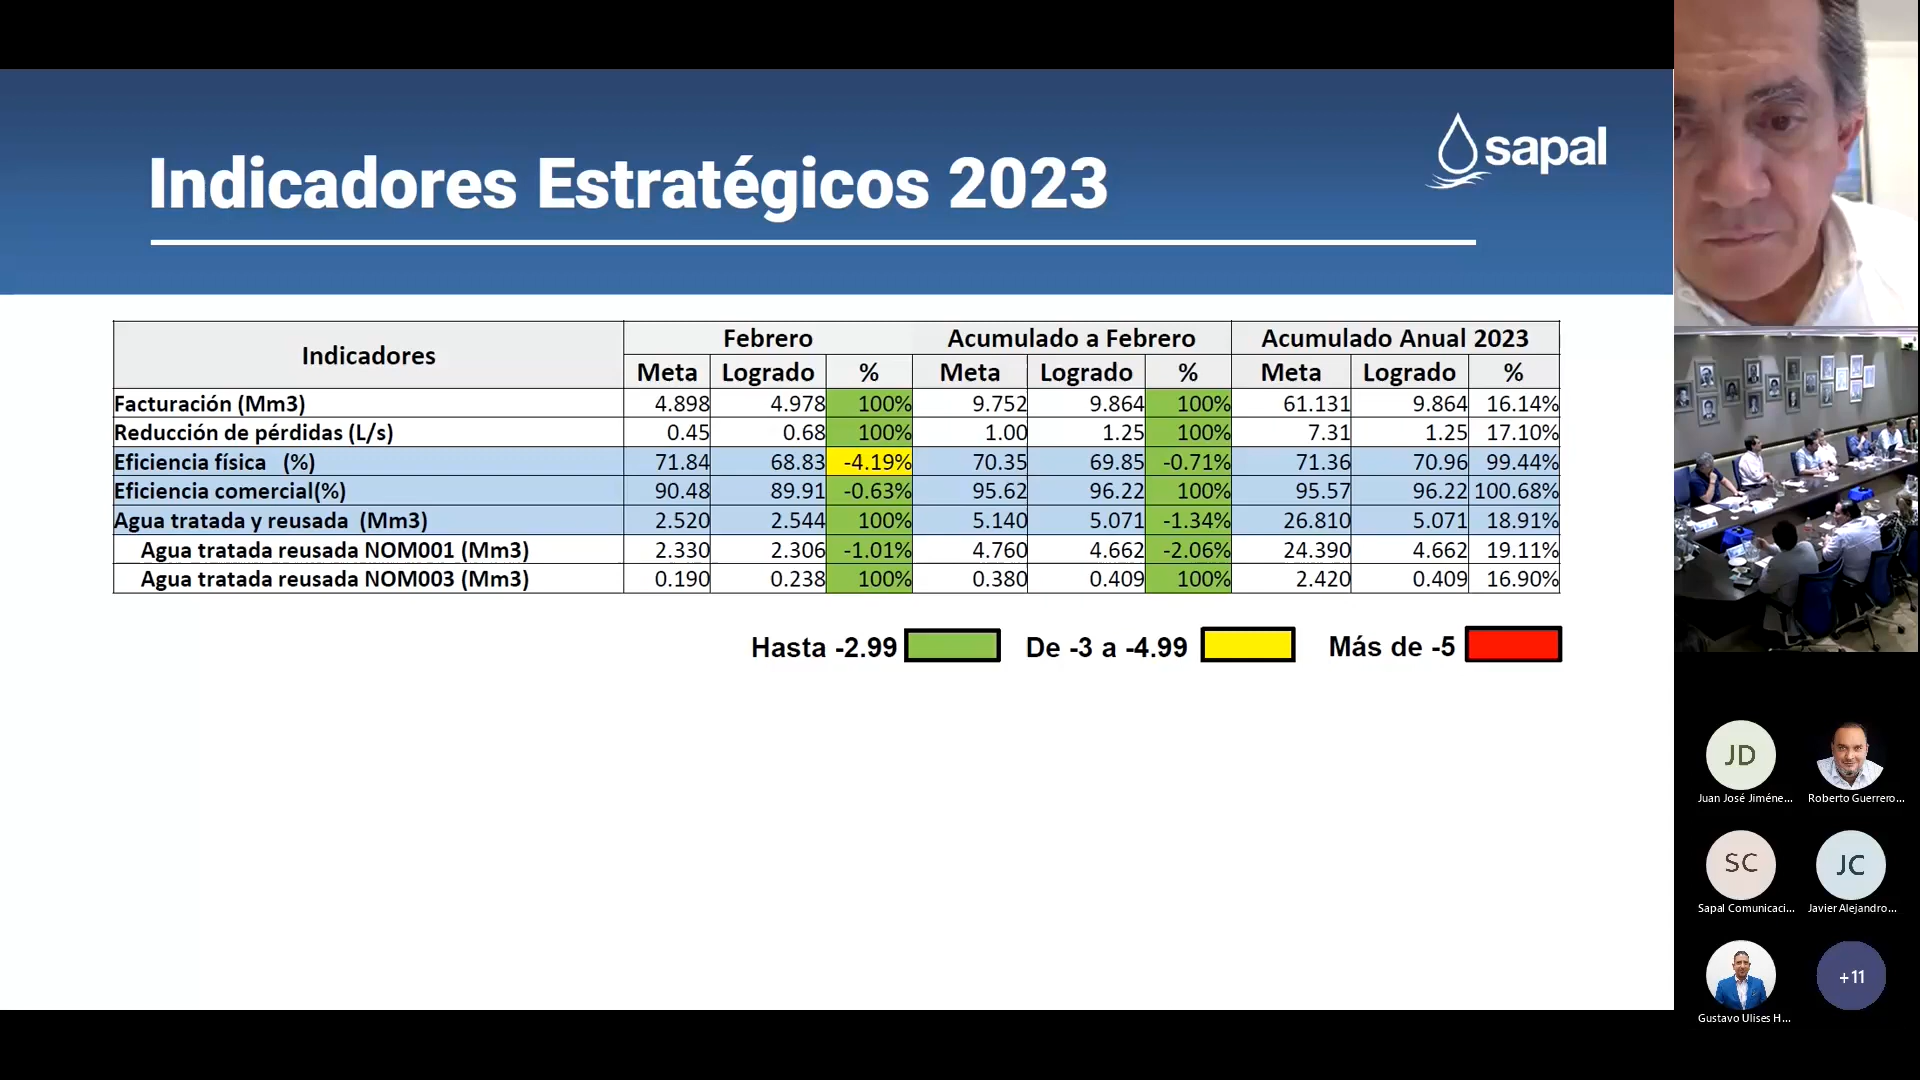 sapal
Indicadores Estratégicos 2023
Indicadores Febrero Acumulado a Febrero Acumulado Anual 2023
Meta Logrado % Meta Logrado % Meta Logrado %
Facturación (Mm3) 4.898 4.978 100% 9.752 9.864 100% 61.131 9.864 16.14%
Reducción de pérdidas (L/s) 0.45 0.68 100% 1.00 1.25 100% 7.31 1.25 17.10%
Eficiencia física (%) 71.84 68.83 -4.19% 70.35 69.85 -0.71% 71.36 70.96 99.44%
Eficiencia comercial(%) 90.48 89.91 -0.63% 95.62 96.22 100% 95.57 96.22 100.68%
Agua tratada y reusada (Mm3) 2.520 2.544 100% 5.140 5.071 -1.34% 26.810 5.071 18.91%
Agua tratada reusada NOM001 (Mm3) 2.330 2.306 -1.01% 4.760 4.662 -2.06% 24.390 4.662 19.11%
Agua tratada reusada NOM003 (Mm3) 0.190 0.238 100% 0.380 0.409 100% 2.420 0.409 16.90%
Hasta -2.99 De -3 a -4.99 Más de -5
JD
Juan José Jiméne... Roberto Guerrero...
SC JC
Sapal Comunicaci... Javier Alejandro...
+11
Gustavo Ulises H...